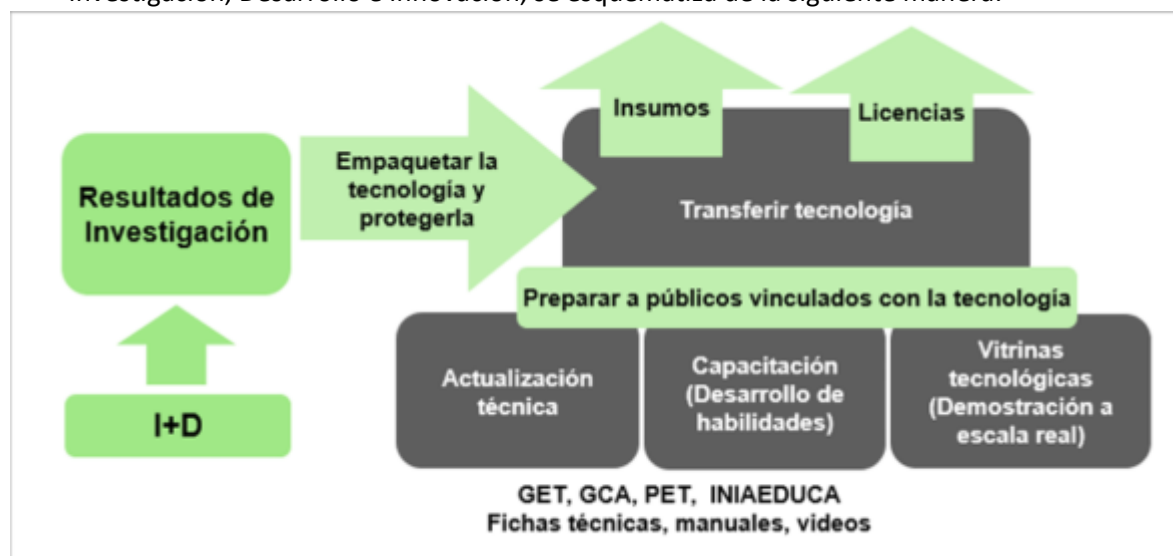 Investigación, Desarrollo e Innovación, se esquematiza de la siguiente manera:
Insumos
Licencias
Resultados de
Investigación
Empaquetar la
tecnología y
protegerla
Transferir tecnología
Preparar a públicos vinculados con la tecnología
I+D
Actualización
técnica
Capacitación
(Desarrollo de
habilidades)
Vitrinas
tecnológicas
(Demostración a
escala real)
GET, GCA, PET, INIAEDUCA
Fichas técnicas, manuales, videos